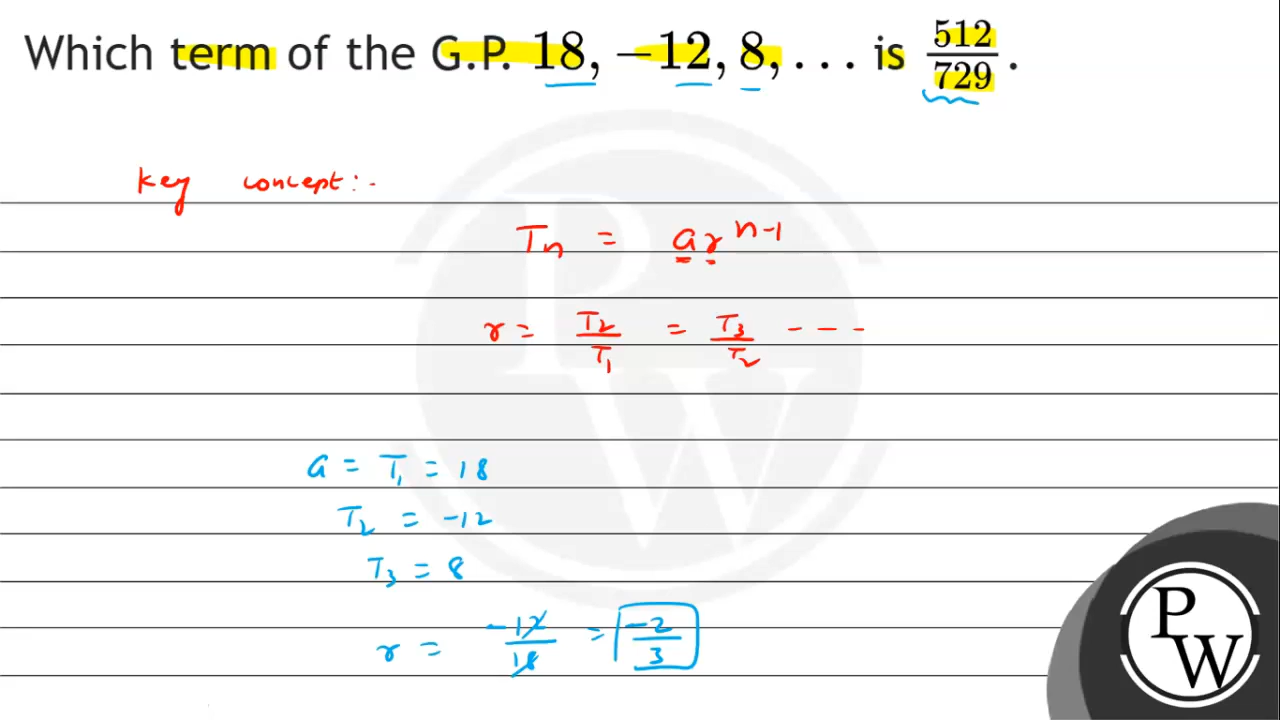 Which term of the G.P. 18, −12, 8, . . . is 512/729 .
key concept:-
Tn = ar^n-1
r = T2/T1 = T3/T2 - - - -
a = T1 = 18
T2 = -12
T3 = 8
r = -12/18 = -2/3
PW
PW